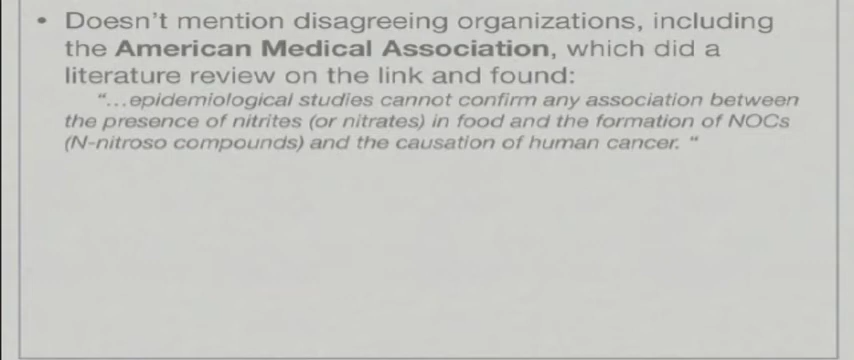 • Doesn't mention disagreeing organizations, including
the American Medical Association, which did a
literature review on the link and found:
“…epidemiological studies cannot confirm any association between
the presence of nitrites (or nitrates) in food and the formation of NOCs
(N-nitroso compounds) and the causation of human cancer. “